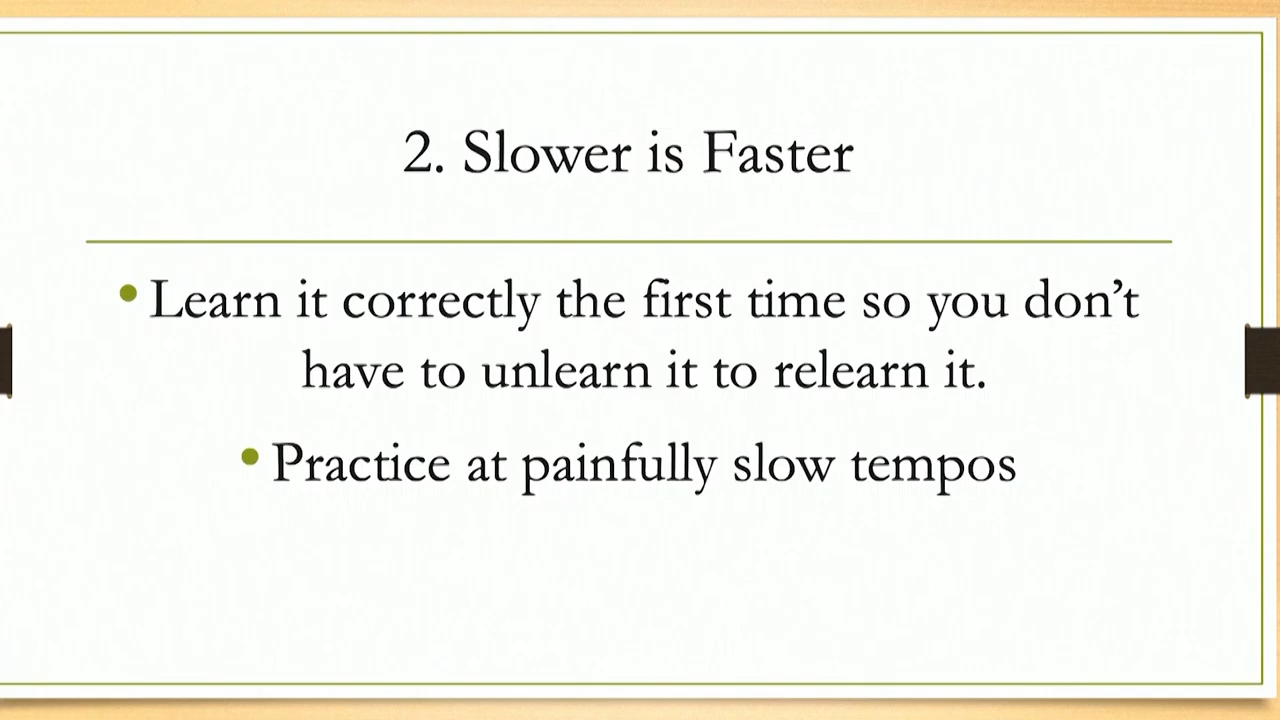 2. Slower is Faster
• Learn it correctly the first time so you don’t
have to unlearn it to relearn it.
• Practice at painfully slow tempos